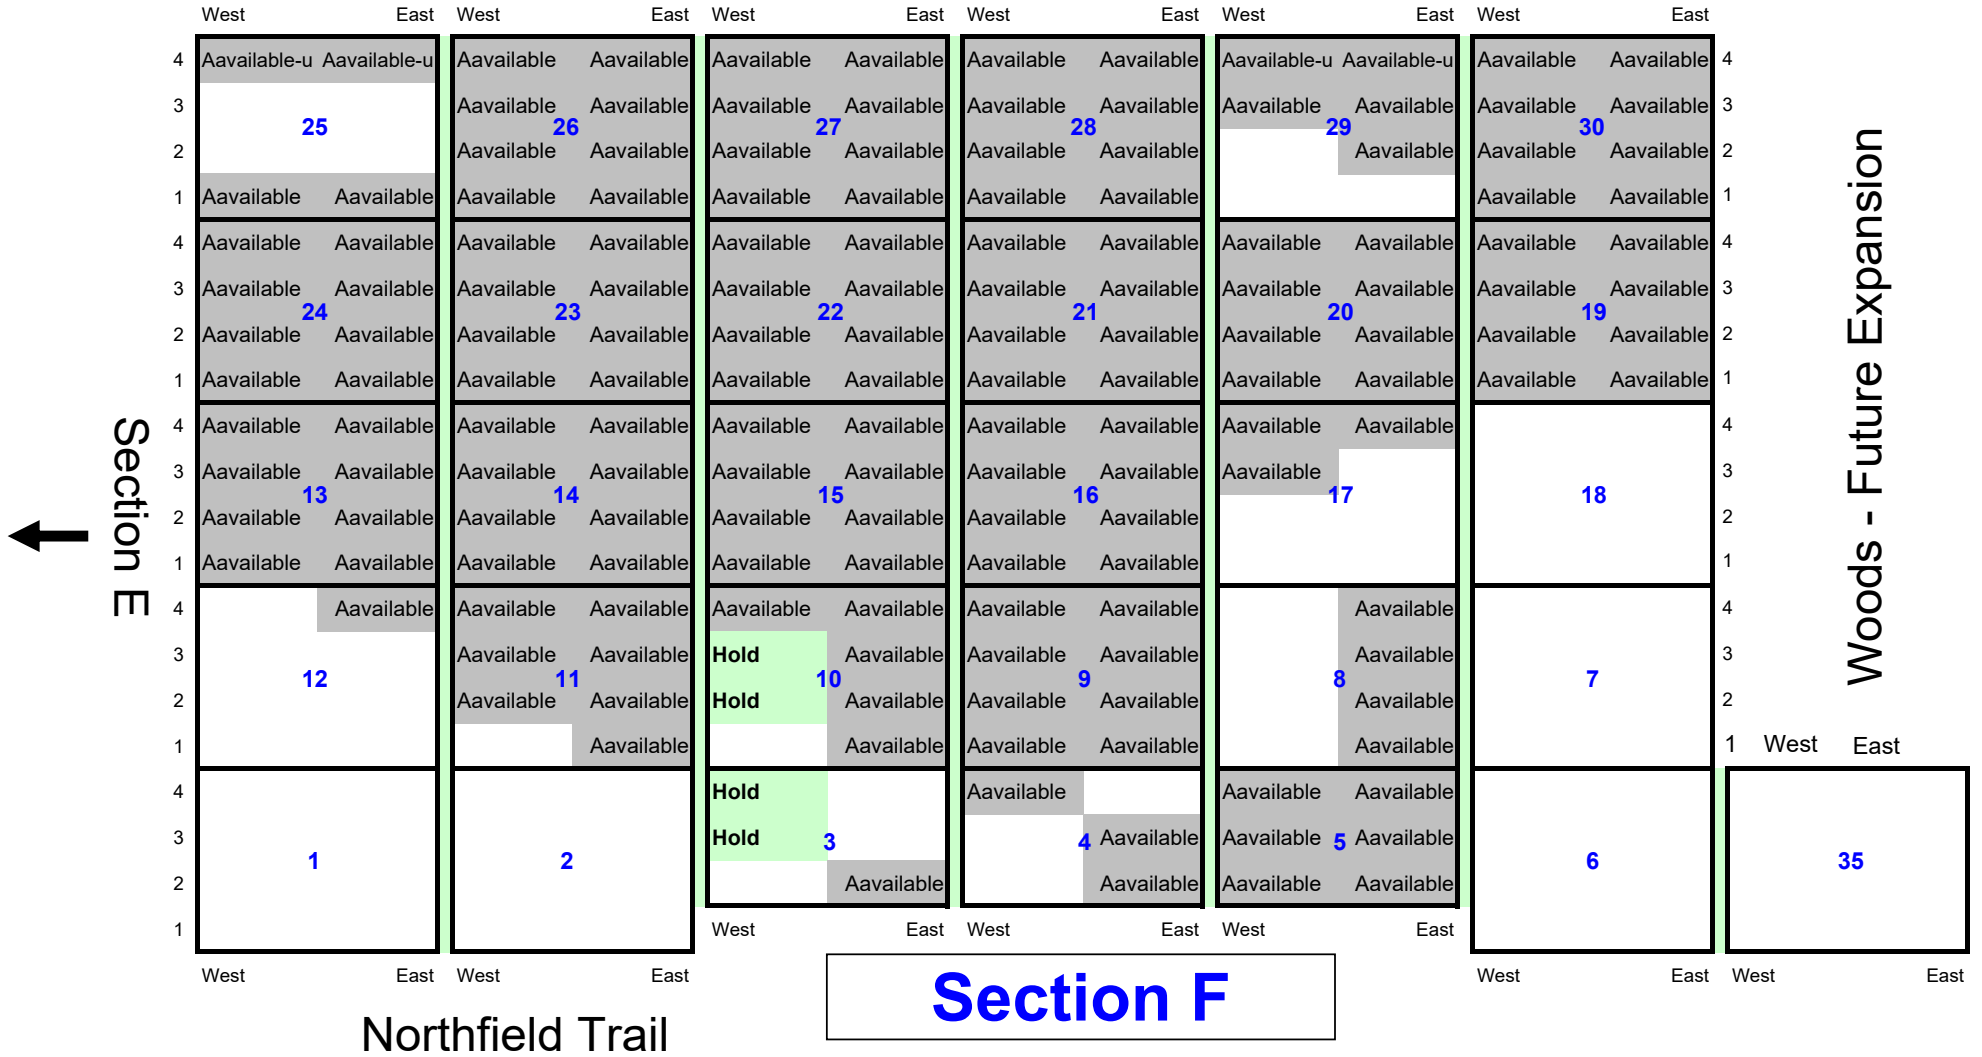 West East West East West East West East West East West East
4 Aavailable-u Aavailable-u Aavailable Aavailable Aavailable Aavailable Aavailable Aavailable Aavailable-u Aavailable-u Aavailable Aavailable 4
3 Aavailable Aavailable Aavailable Aavailable Aavailable Aavailable Aavailable Aavailable Aavailable Aavailable 3
25 26 27 28 29 30
2 Aavailable Aavailable Aavailable Aavailable Aavailable Aavailable Aavailable Aavailable Aavailable 2
1 Aavailable Aavailable Aavailable Aavailable Aavailable Aavailable Aavailable Aavailable Aavailable Aavailable 1
4 Aavailable Aavailable Aavailable Aavailable Aavailable Aavailable Aavailable Aavailable Aavailable Aavailable Aavailable Aavailable 4
3 Aavailable Aavailable Aavailable Aavailable Aavailable Aavailable Aavailable Aavailable Aavailable Aavailable Aavailable Aavailable 3
24 23 22 21 20 19
2 Aavailable Aavailable Aavailable Aavailable Aavailable Aavailable Aavailable Aavailable Aavailable Aavailable Aavailable Aavailable 2
1 Aavailable Aavailable Aavailable Aavailable Aavailable Aavailable Aavailable Aavailable Aavailable Aavailable Aavailable Aavailable 1
4 Aavailable Aavailable Aavailable Aavailable Aavailable Aavailable Aavailable Aavailable Aavailable Aavailable 4
3 Aavailable Aavailable Aavailable Aavailable Aavailable Aavailable Aavailable Aavailable Aavailable 3
13 14 15 16 17 18
2 Aavailable Aavailable Aavailable Aavailable Aavailable Aavailable Aavailable Aavailable 2
1 Aavailable Aavailable Aavailable Aavailable Aavailable Aavailable Aavailable Aavailable 1
4 Aavailable Aavailable Aavailable Aavailable Aavailable Aavailable Aavailable Aavailable 4
3 Aavailable Aavailable Hold Aavailable Aavailable Aavailable Aavailable 3
12 11 10 9 8 7
2 Aavailable Aavailable Hold Aavailable Aavailable Aavailable Aavailable 2
1 Aavailable Aavailable Aavailable Aavailable Aavailable 1 West East
4 Hold Aavailable Aavailable Aavailable
3 Hold Aavailable Aavailable Aavailable
3 4 5
1 2 6 35
2 Aavailable Aavailable Aavailable Aavailable
1 West East West East West East
West East West East West East West East
Section E
Woods - Future Expansion
Section F
Northfield Trail